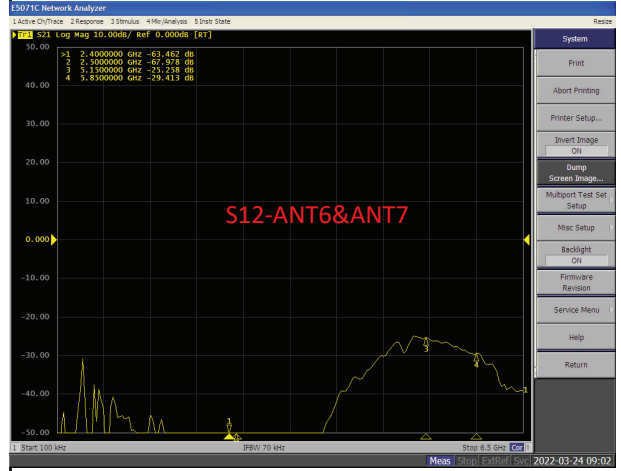 E5071C Network Analyzer
1 Active Ch/Trace 2 Response 3 Stimulus 4 Mkr/Analysis 5 Instr State
Resize
Tr1 S21 Log Mag 10.00dB/ Ref 0.000dB [RT]
50.00
>1 2.4000000 GHz -63.462 dB
2 2.5000000 GHz -67.978 dB
3 5.1500000 GHz -25.258 dB
4 5.8500000 GHz -29.413 dB
40.00
30.00
20.00
10.00
S12-ANT6&ANT7
0.000
-10.00
-20.00
-30.00
3
4
-40.00
1
1
-50.00
1 Start 100 kHz
IFBW 70 kHz
Stop 6.5 GHz Cor !
System
Print
Abort Printing
Printer Setup...
Invert Image
ON
Dump
Screen Image...
Multiport Test Set
Setup
Misc Setup
Backlight
ON
Firmware
Revision
Service Menu
Help
Return
Meas Stop ExtRef Svc 2022-03-24 09:02